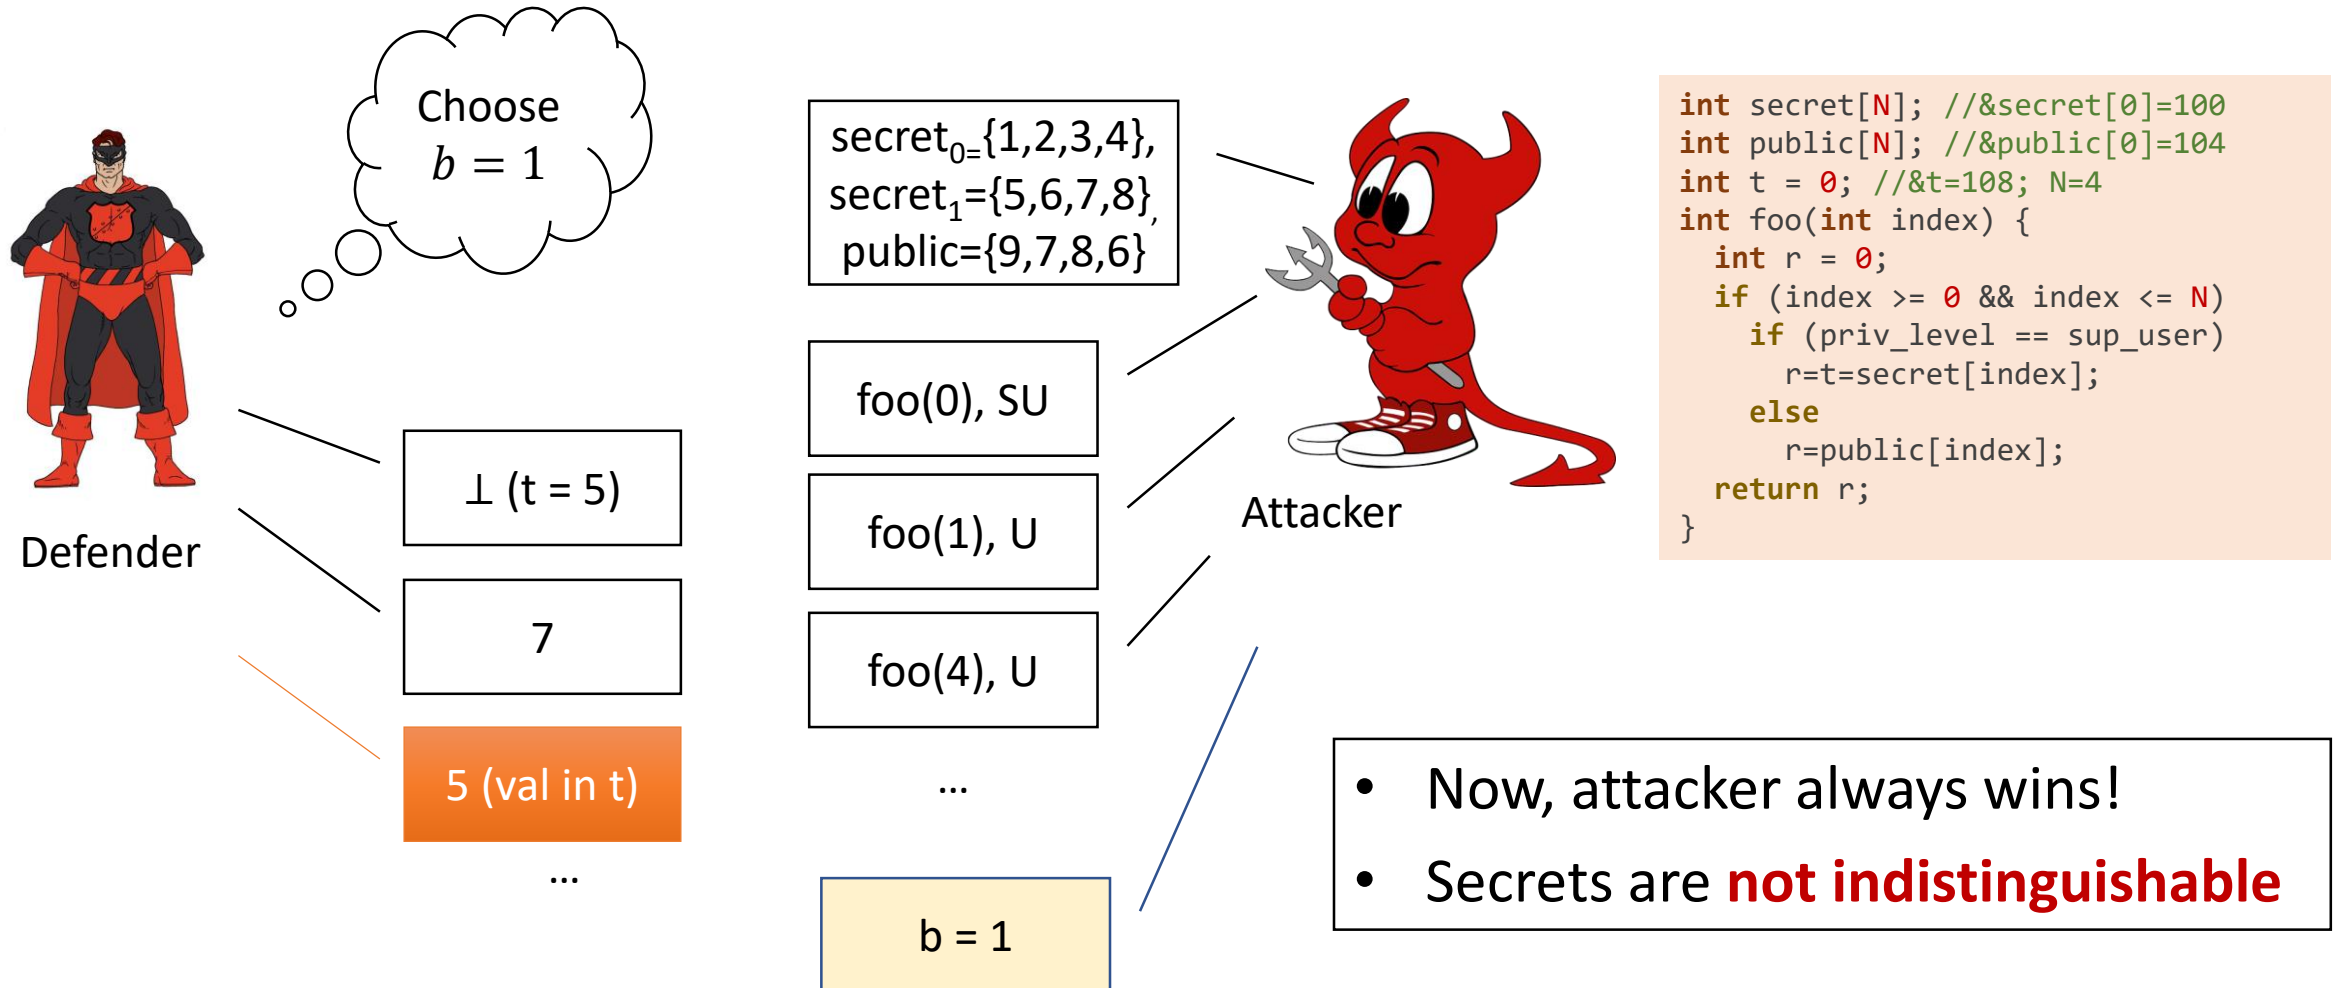 Choose
b = 1
Defender
⊥ (t = 5)
7
5 (val in t)
...
secret₀₌{1,2,3,4},
secret₁={5,6,7,8},
public={9,7,8,6}
foo(0), SU
foo(1), U
foo(4), U
...
b = 1
Attacker
int secret[N]; //&secret[0]=100
int public[N]; //&public[0]=104
int t = 0; //&t=108; N=4
int foo(int index) {
  int r = 0;
  if (index >= 0 && index <= N)
    if (priv_level == sup_user)
      r=t=secret[index];
    else
      r=public[index];
  return r;
}
• Now, attacker always wins!
• Secrets are not indistinguishable